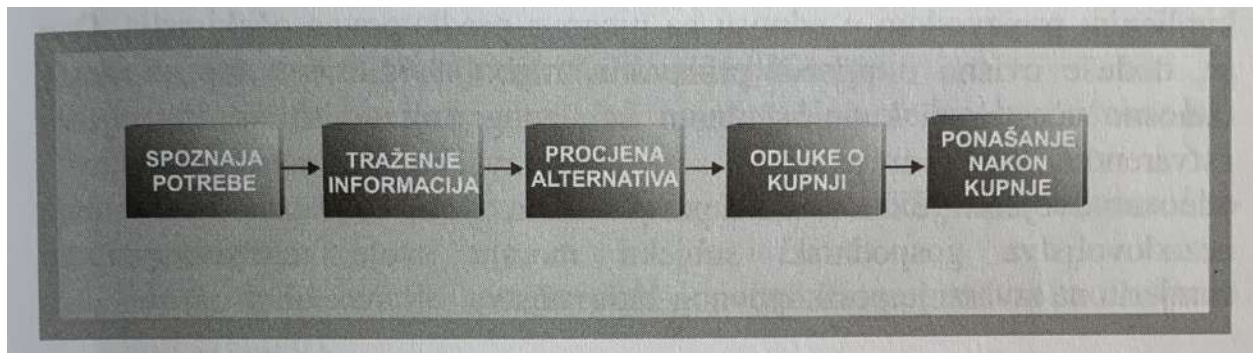 SPOZNAJA
POTREBE
TRAŽENJE
INFORMACIJA
PROCJENA
ALTERNATIVA
ODLUKE O
KUPNJI
PONAŠANJE
NAKON
KUPNJE